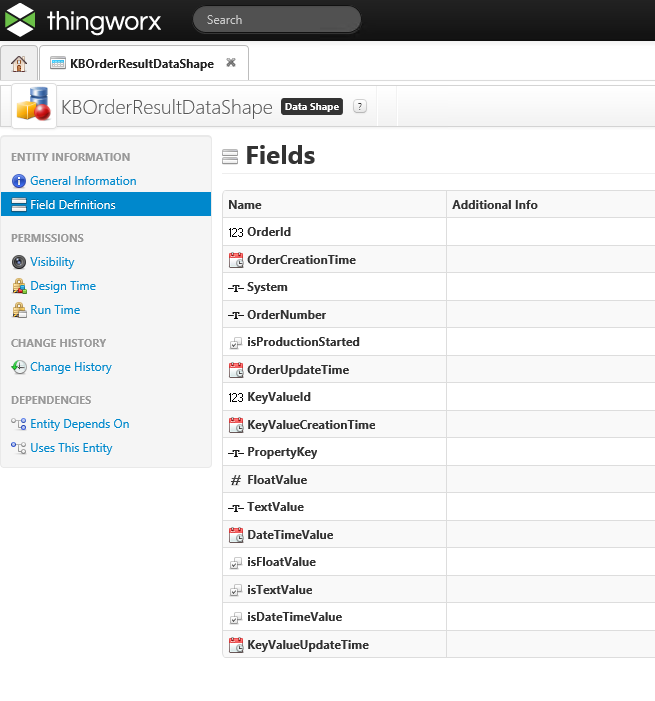 thingworx
Search
KBOrderResultDataShape
KBOrderResultDataShape Data Shape ?
ENTITY INFORMATION
General Information
Field Definitions
PERMISSIONS
Visibility
Design Time
Run Time
CHANGE HISTORY
Change History
DEPENDENCIES
Entity Depends On
Uses This Entity
Fields
Name Additional Info
123 OrderId
OrderCreationTime
-T- System
-T- OrderNumber
isProductionStarted
OrderUpdateTime
123 KeyValueId
KeyValueCreationTime
-T- PropertyKey
# FloatValue
-T- TextValue
DateTimeValue
isFloatValue
isTextValue
isDateTimeValue
KeyValueUpdateTime